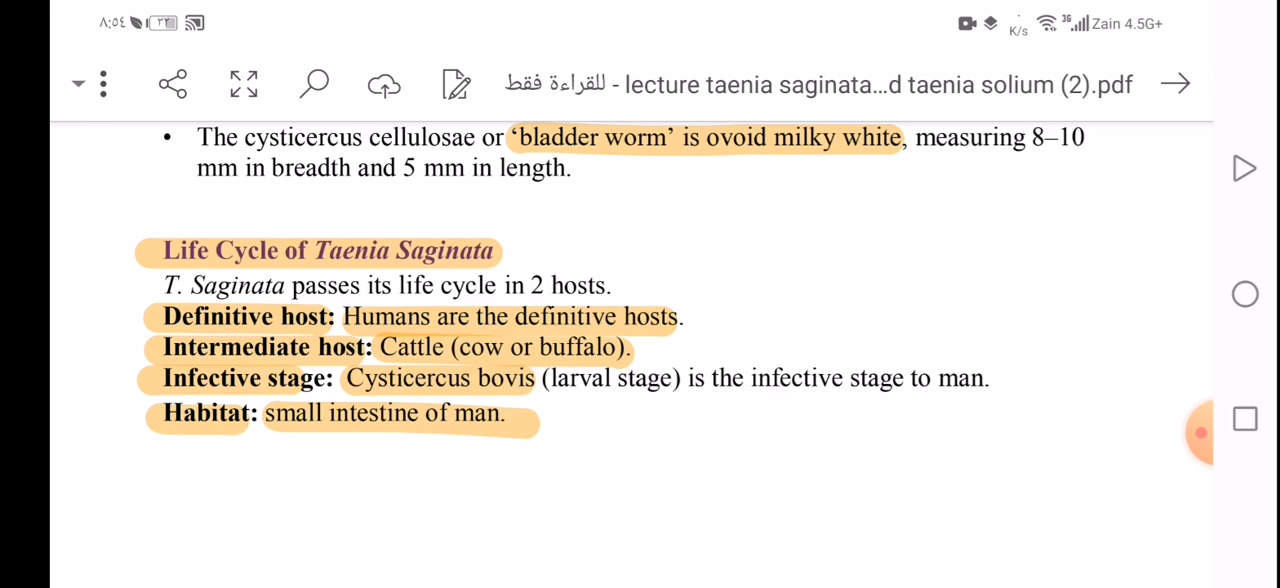 ٨:٥٤ ٢٢ K/s 3G Zain 4.5G+
للقراءة فقط - lecture taenia saginata...d taenia solium (2).pdf
• The cysticercus cellulosae or ‘bladder worm’ is ovoid milky white, measuring 8–10
mm in breadth and 5 mm in length.
Life Cycle of Taenia Saginata
T. Saginata passes its life cycle in 2 hosts.
Definitive host: Humans are the definitive hosts.
Intermediate host: Cattle (cow or buffalo).
Infective stage: Cysticercus bovis (larval stage) is the infective stage to man.
Habitat: small intestine of man.